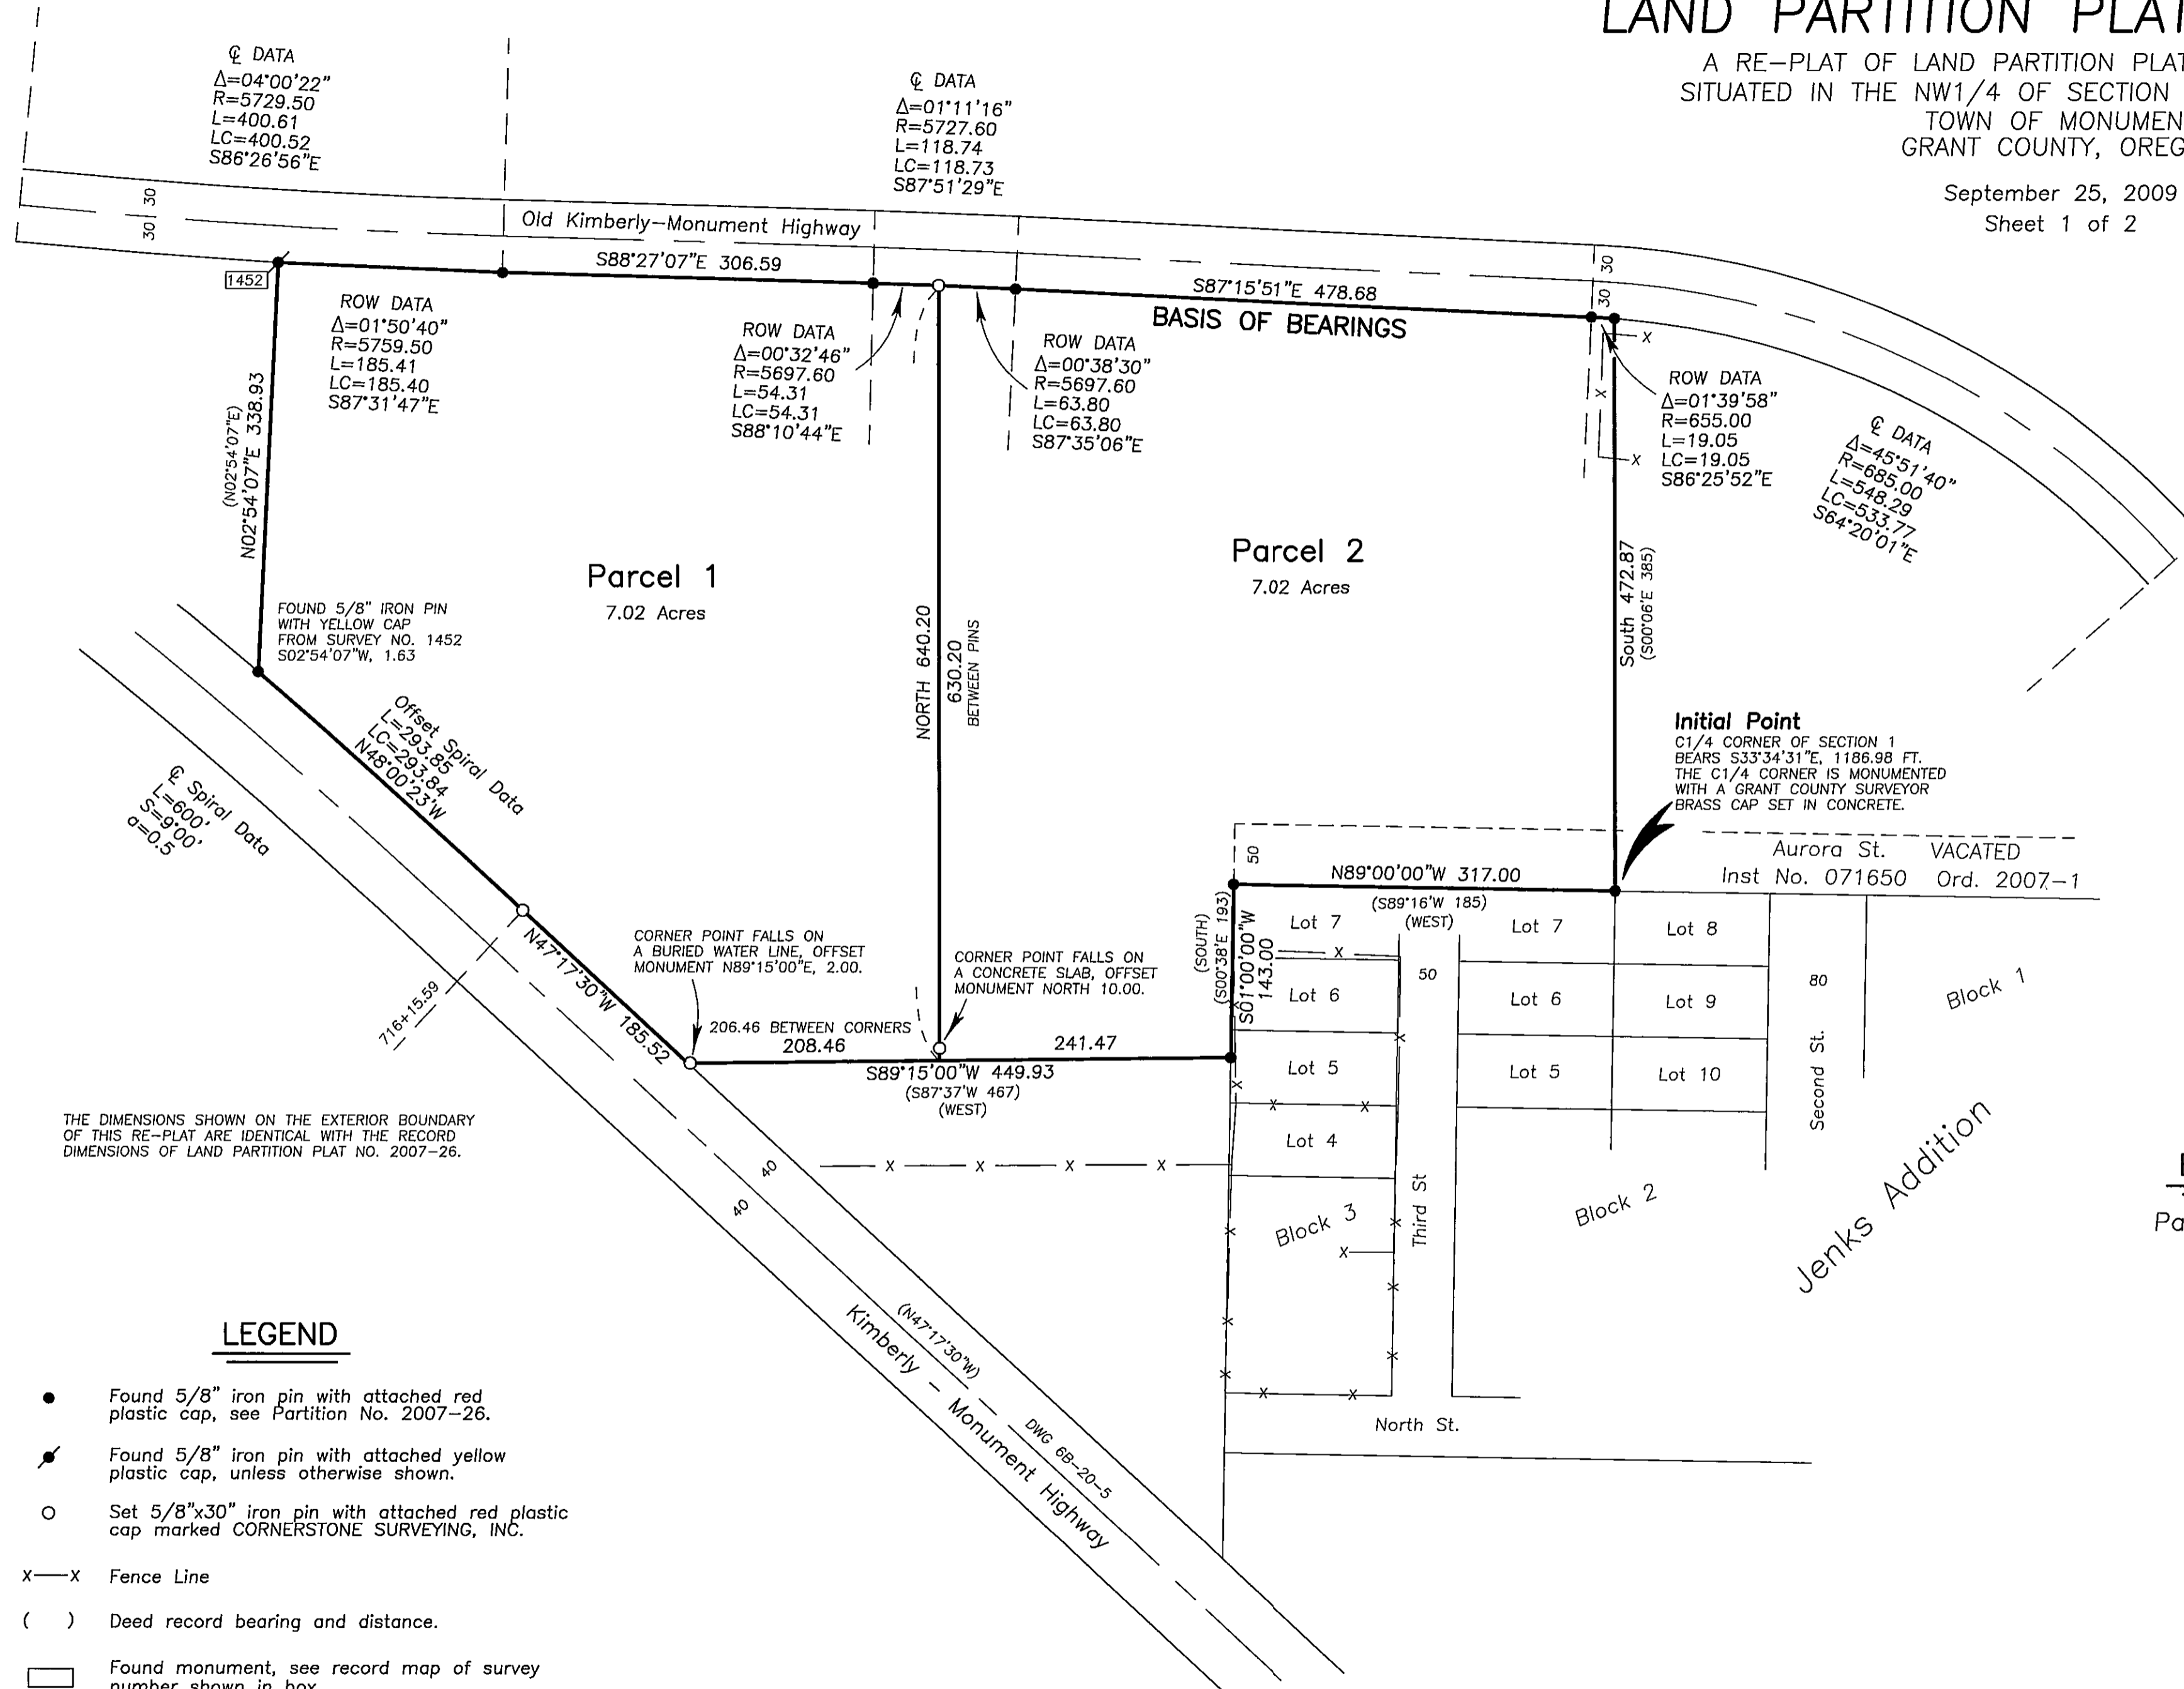 LAND PARTITION PLAT
A RE-PLAT OF LAND PARTITION PLAT
SITUATED IN THE NW1/4 OF SECTION
TOWN OF MONUMEN
GRANT COUNTY, OREG
September 25, 2009
Sheet 1 of 2
℄ DATA
Δ=04°00'22"
R=5729.50
L=400.61
LC=400.52
S86°26'56"E
℄ DATA
Δ=01°11'16"
R=5727.60
L=118.74
LC=118.73
S87°51'29"E
30
30
Old Kimberly-Monument Highway
30
30
1452
S88°27'07"E 306.59
S87°15'51"E 478.68
BASIS OF BEARINGS
ROW DATA
Δ=01°50'40"
R=5759.50
L=185.41
LC=185.40
S87°31'47"E
ROW DATA
Δ=00°32'46"
R=5697.60
L=54.31
LC=54.31
S88°10'44"E
ROW DATA
Δ=00°38'30"
R=5697.60
L=63.80
LC=63.80
S87°35'06"E
ROW DATA
Δ=01°39'58"
R=655.00
L=19.05
LC=19.05
S86°25'52"E
℄ DATA
Δ=45°51'40"
R=685.00
L=548.29
LC=533.77
S64°20'01"E
x
x
x
(N02°54'07"E)
N02°54'07"E 338.93
Parcel 1
7.02 Acres
Parcel 2
7.02 Acres
NORTH 640.20
630.20
BETWEEN PINS
South 472.87
(S00°06'E 385)
FOUND 5/8" IRON PIN
WITH YELLOW CAP
FROM SURVEY NO. 1452
S02°54'07"W, 1.63
Offset Spiral Data
L=293.85
LC=293.84
N48°00'23'W
℄ Spiral Data
L=600'
S=9°00'
a=0.5
Initial Point
C1/4 CORNER OF SECTION 1
BEARS S33°34'31"E, 1186.98 FT.
THE C1/4 CORNER IS MONUMENTED
WITH A GRANT COUNTY SURVEYOR
BRASS CAP SET IN CONCRETE.
50
N89°00'00"W 317.00
(S89°16'W 185)
(WEST)
Aurora St. VACATED
Inst No. 071650 Ord. 2007-1
(SOUTH)
(S00°38'E 193)
S01°00'00"W
143.00
CORNER POINT FALLS ON
A BURIED WATER LINE, OFFSET
MONUMENT N89°15'00"E, 2.00.
CORNER POINT FALLS ON
A CONCRETE SLAB, OFFSET
MONUMENT NORTH 10.00.
N47°17'30"W 185.52
716+15.59
206.46 BETWEEN CORNERS
208.46
241.47
S89°15'00"W 449.93
(S87°37'W 467)
(WEST)
Lot 7
Lot 6
Lot 5
Lot 4
Block 3
50
Third St
Lot 7
Lot 6
Lot 5
Lot 8
Lot 9
Lot 10
Block 2
80
Second St.
Block 1
Jenks Addition
North St.
THE DIMENSIONS SHOWN ON THE EXTERIOR BOUNDARY
OF THIS RE-PLAT ARE IDENTICAL WITH THE RECORD
DIMENSIONS OF LAND PARTITION PLAT NO. 2007-26.
40
40
(N47°17'30"W)
Kimberly - Monument Highway
DWG 6B-20-5
Pa
LEGEND
Found 5/8" iron pin with attached red
plastic cap, see Partition No. 2007-26.
Found 5/8" iron pin with attached yellow
plastic cap, unless otherwise shown.
Set 5/8"x30" iron pin with attached red plastic
cap marked CORNERSTONE SURVEYING, INC.
x—x Fence Line
( ) Deed record bearing and distance.
Found monument, see record map of survey
number shown in box